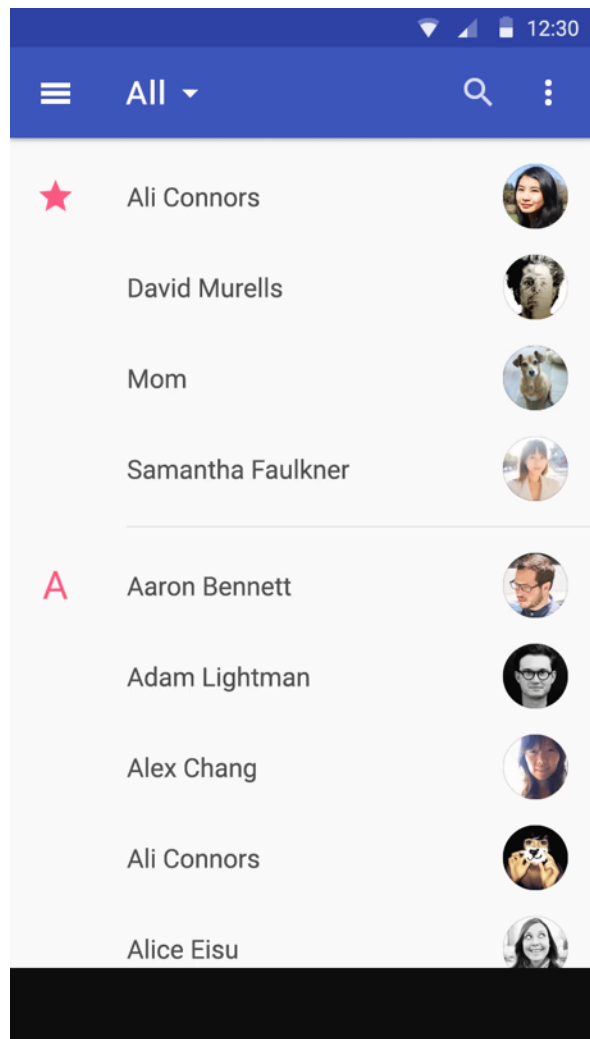 12:30
All
Ali Connors
David Murells
Mom
Samantha Faulkner
A
Aaron Bennett
Adam Lightman
Alex Chang
Ali Connors
Alice Eisu